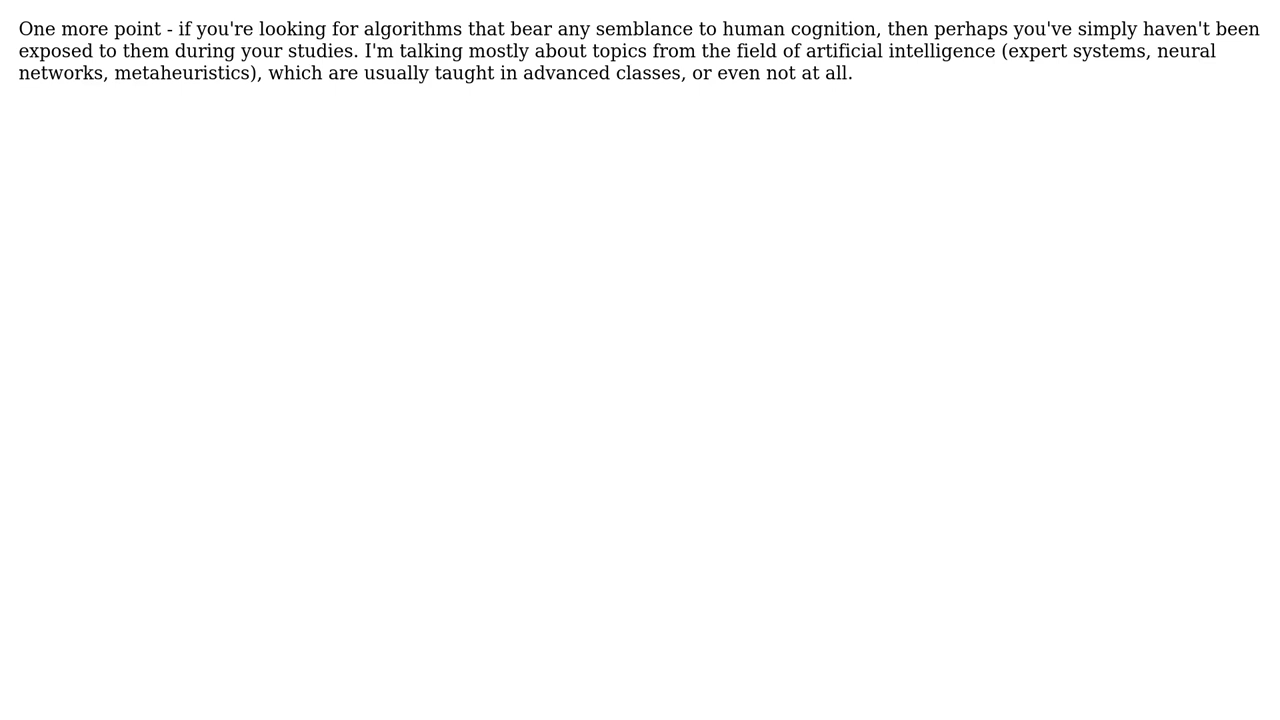 One more point - if you're looking for algorithms that bear any semblance to human cognition, then perhaps you've simply haven't been
exposed to them during your studies. I'm talking mostly about topics from the field of artificial intelligence (expert systems, neural
networks, metaheuristics), which are usually taught in advanced classes, or even not at all.